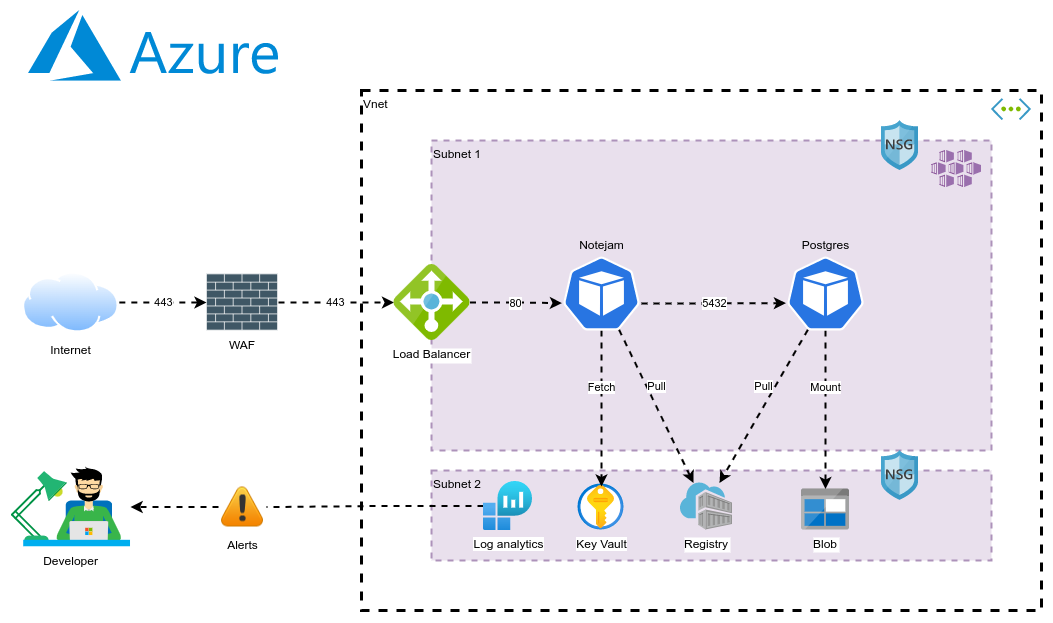 Azure
Vnet
NSG
Subnet 1
Notejam
Postgres
443
443
80
5432
Internet
WAF
Load Balancer
Fetch
Pull
Pull
Mount
NSG
Subnet 2
Log analytics
Key Vault
Registry
Blob
Alerts
Developer